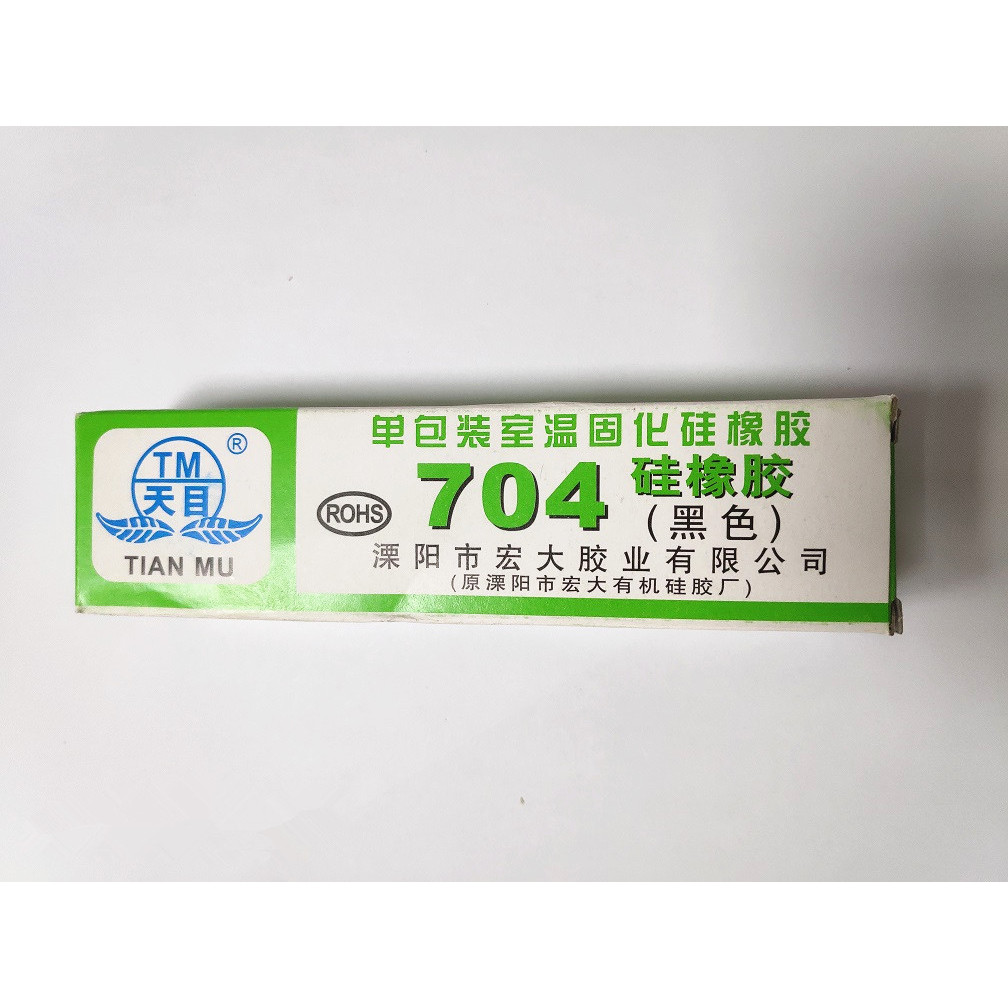 TM
天目
®
TIAN MU
单包装室温固化硅橡胶
ROHS
704 硅橡胶
(黑色)
溧阳市宏大胶业有限公司
(原溧阳市宏大有机硅胶厂)